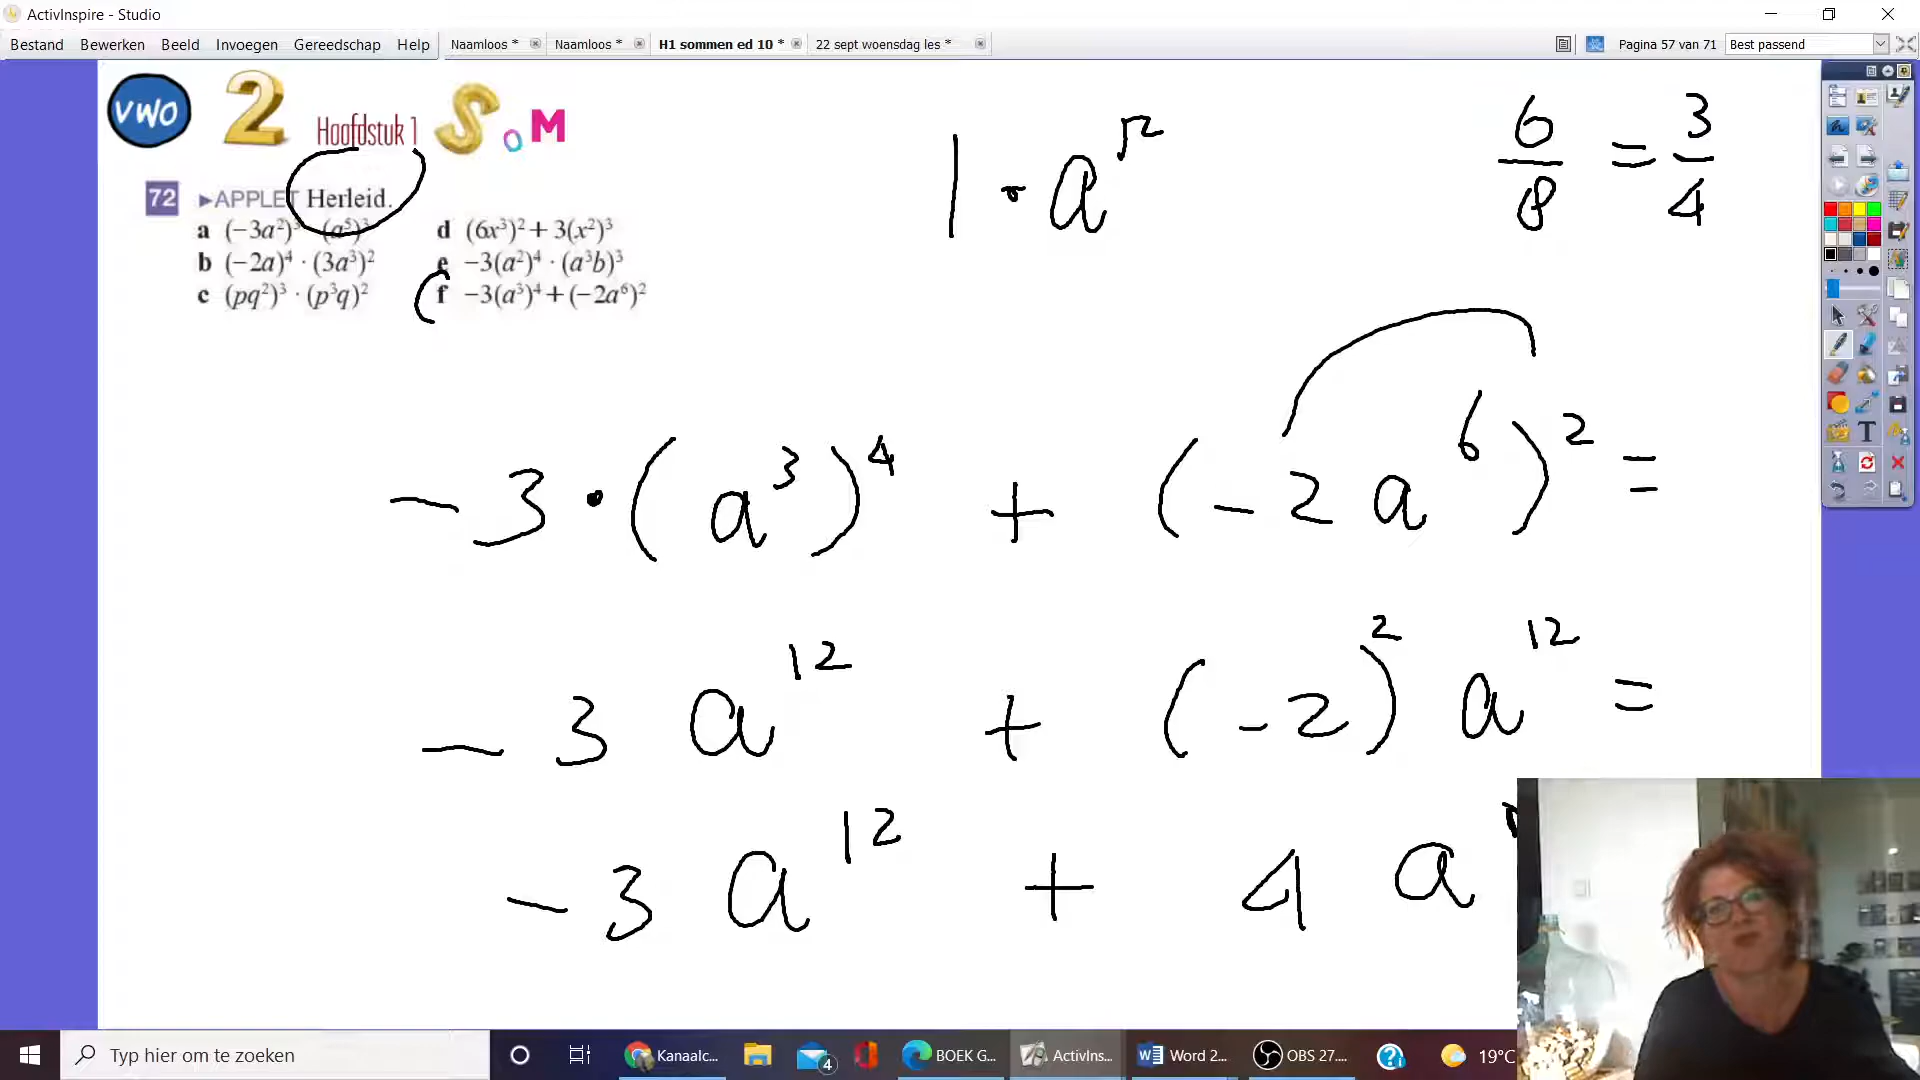 ActivInspire - Studio
Bestand Bewerken Beeld Invoegen Gereedschap Help Naamloos * Naamloos * H1 sommen ed 10 * 22 sept woensdag les * Pagina 57 van 71 Best passend
VWO 2 Hoofdstuk 1 SoM
72 ►APPLET Herleid.
a (−3a²)³ (a⁵)³
b (−2a)⁴ · (3a³)²
c (pq²)³ · (p³q)²
d (6x³)² + 3(x²)³
e −3(a²)⁴ · (a³b)³
f −3(a³)⁴ + (−2a⁶)²
1 · a¹²
6/8 = 3/4
−3 · (a³)⁴ + (−2a⁶)² =
−3a¹² + (−2)² a¹² =
−3a¹² + 4a
Typ hier om te zoeken Kanaalc... 4 BOEK G... ActivIns... Word 2... OBS 27.... 19°C